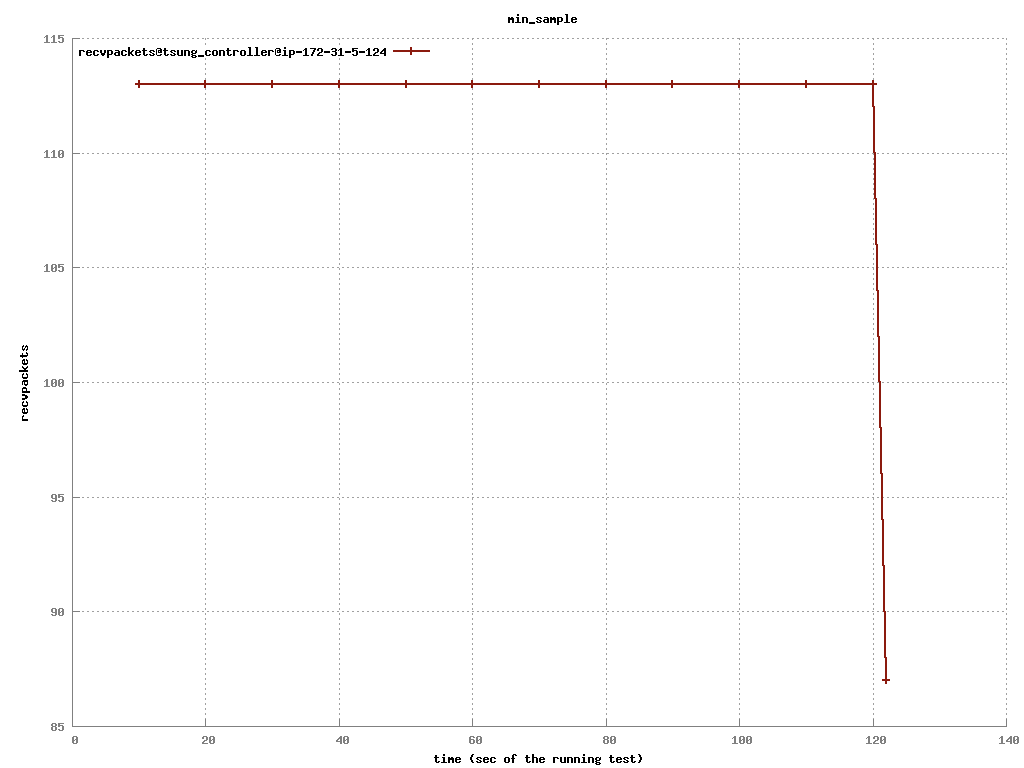 min_sample
115
recvpackets@tsung_controller@ip-172-31-5-124
110
105
100
95
90
85
recvpackets
0 20 40 60 80 100 120 140
time (sec of the running test)